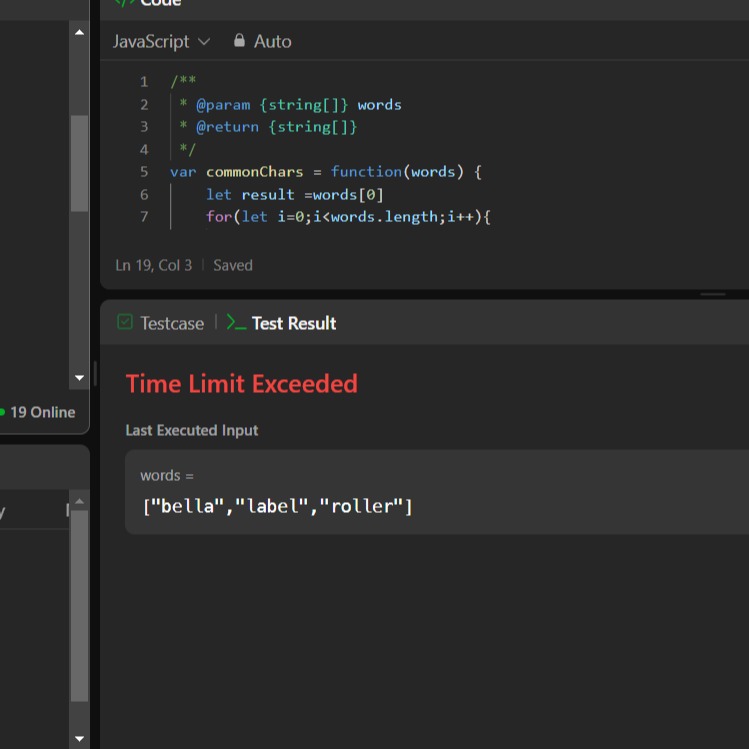 </> Code
JavaScript Auto
1 /**
2 * @param {string[]} words
3 * @return {string[]}
4 */
5 var commonChars = function(words) {
6 let result =words[0]
7 for(let i=0;i<words.length;i++){
Ln 19, Col 3 | Saved
Testcase | >_ Test Result
Time Limit Exceeded
19 Online
Last Executed Input
words =
["bella","label","roller"]